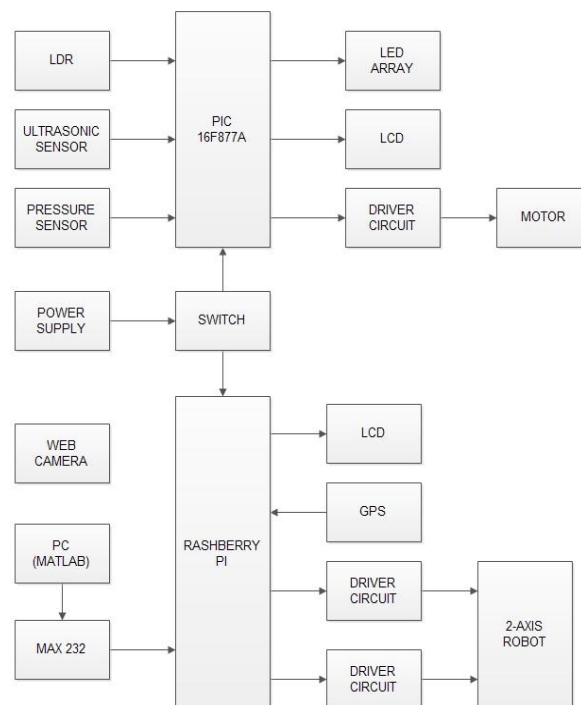 LDR
PIC
16F877A
LED
ARRAY
ULTRASONIC
SENSOR
LCD
PRESSURE
SENSOR
DRIVER
CIRCUIT
MOTOR
POWER
SUPPLY
SWITCH
WEB
CAMERA
RASHBERRY
PI
LCD
GPS
PC
(MATLAB)
DRIVER
CIRCUIT
2-AXIS
ROBOT
MAX 232
DRIVER
CIRCUIT